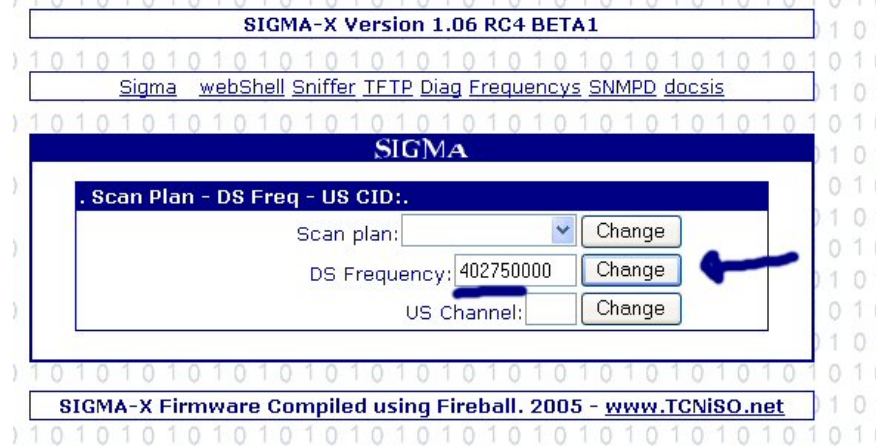 SIGMA-X Version 1.06 RC4 BETA1
Sigma webShell Sniffer TFTP Diag Frequencys SNMPD docsis
SIGMA
. Scan Plan - DS Freq - US CID:.
Scan plan: Change
DS Frequency: 402750000 Change
US Channel: Change
SIGMA-X Firmware Compiled using Fireball. 2005 - www.TCNiSO.net